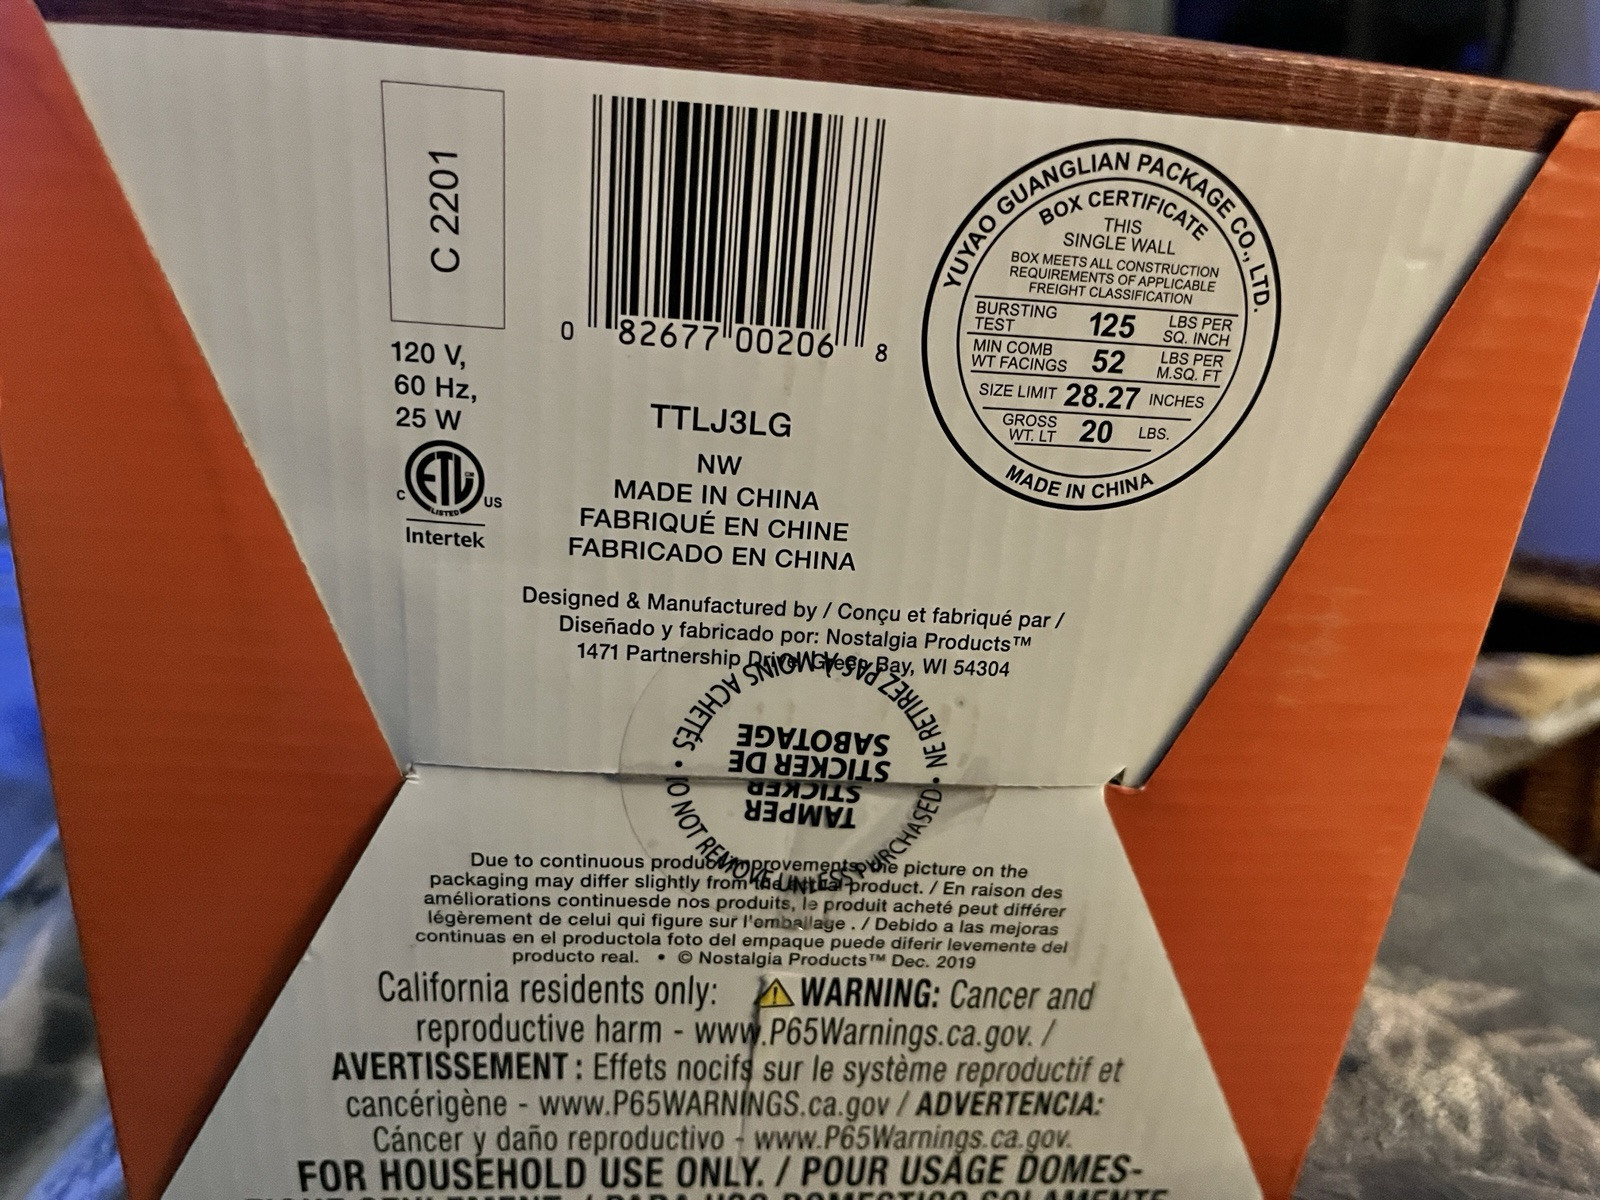 C 2201
120 V,
60 Hz,
25 W
C ETL CM US
LISTED
Intertek
0 82677 00206 8
TTLJ3LG
NW
MADE IN CHINA
FABRIQUÉ EN CHINE
FABRICADO EN CHINA
YUYAO GUANGLIAN PACKAGE CO., LTD.
BOX CERTIFICATE
THIS
SINGLE WALL
BOX MEETS ALL CONSTRUCTION
REQUIREMENTS OF APPLICABLE
FREIGHT CLASSIFICATION
BURSTING TEST 125 LBS PER SQ. INCH
MIN COMB WT FACINGS 52 LBS PER M.SQ. FT
SIZE LIMIT 28.27 INCHES
GROSS WT. LT 20 LBS.
MADE IN CHINA
Designed & Manufactured by / Conçu et fabriqué par /
Diseñado y fabricado por: Nostalgia Products™
1471 Partnership Drive Green Bay, WI 54304
NE RETIREZ PAS À MOINS ACHETÉS
TAMPER
STICKER
STICKER DE
SABOTAGE
DO NOT REMOVE UNLESS PURCHASED
Due to continuous product improvements, the picture on the
packaging may differ slightly from the actual product. / En raison des
améliorations continuesde nos produits, le produit acheté peut différer
légèrement de celui qui figure sur l'emballage . / Debido a las mejoras
continuas en el productola foto del empaque puede diferir levemente del
producto real. • © Nostalgia Products™ Dec. 2019
California residents only: WARNING: Cancer and
reproductive harm - www.P65Warnings.ca.gov. /
AVERTISSEMENT : Effets nocifs sur le système reproductif et
cancérigène - www.P65WARNINGS.ca.gov / ADVERTENCIA:
Cáncer y daño reproductivo - www.P65Warnings.ca.gov.
FOR HOUSEHOLD USE ONLY. / POUR USAGE DOMES-